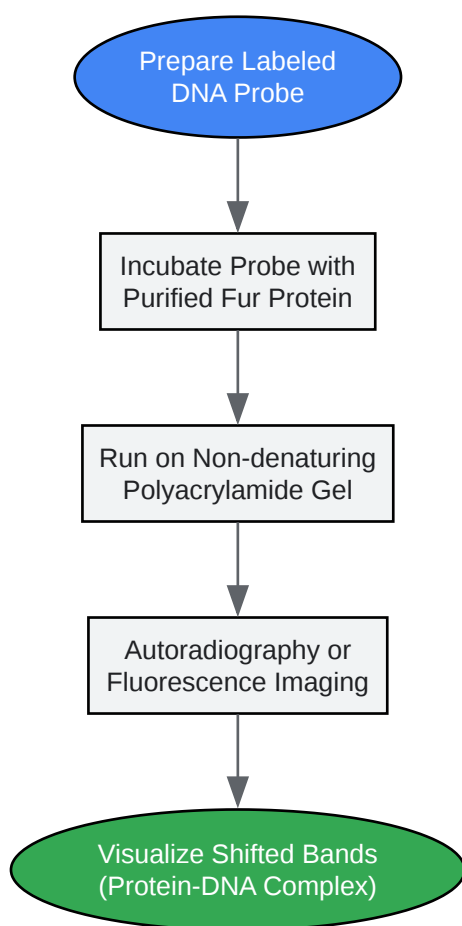 Prepare Labeled
DNA Probe
Incubate Probe with
Purified Fur Protein
Run on Non-denaturing
Polyacrylamide Gel
Autoradiography or
Fluorescence Imaging
Visualize Shifted Bands
(Protein-DNA Complex)